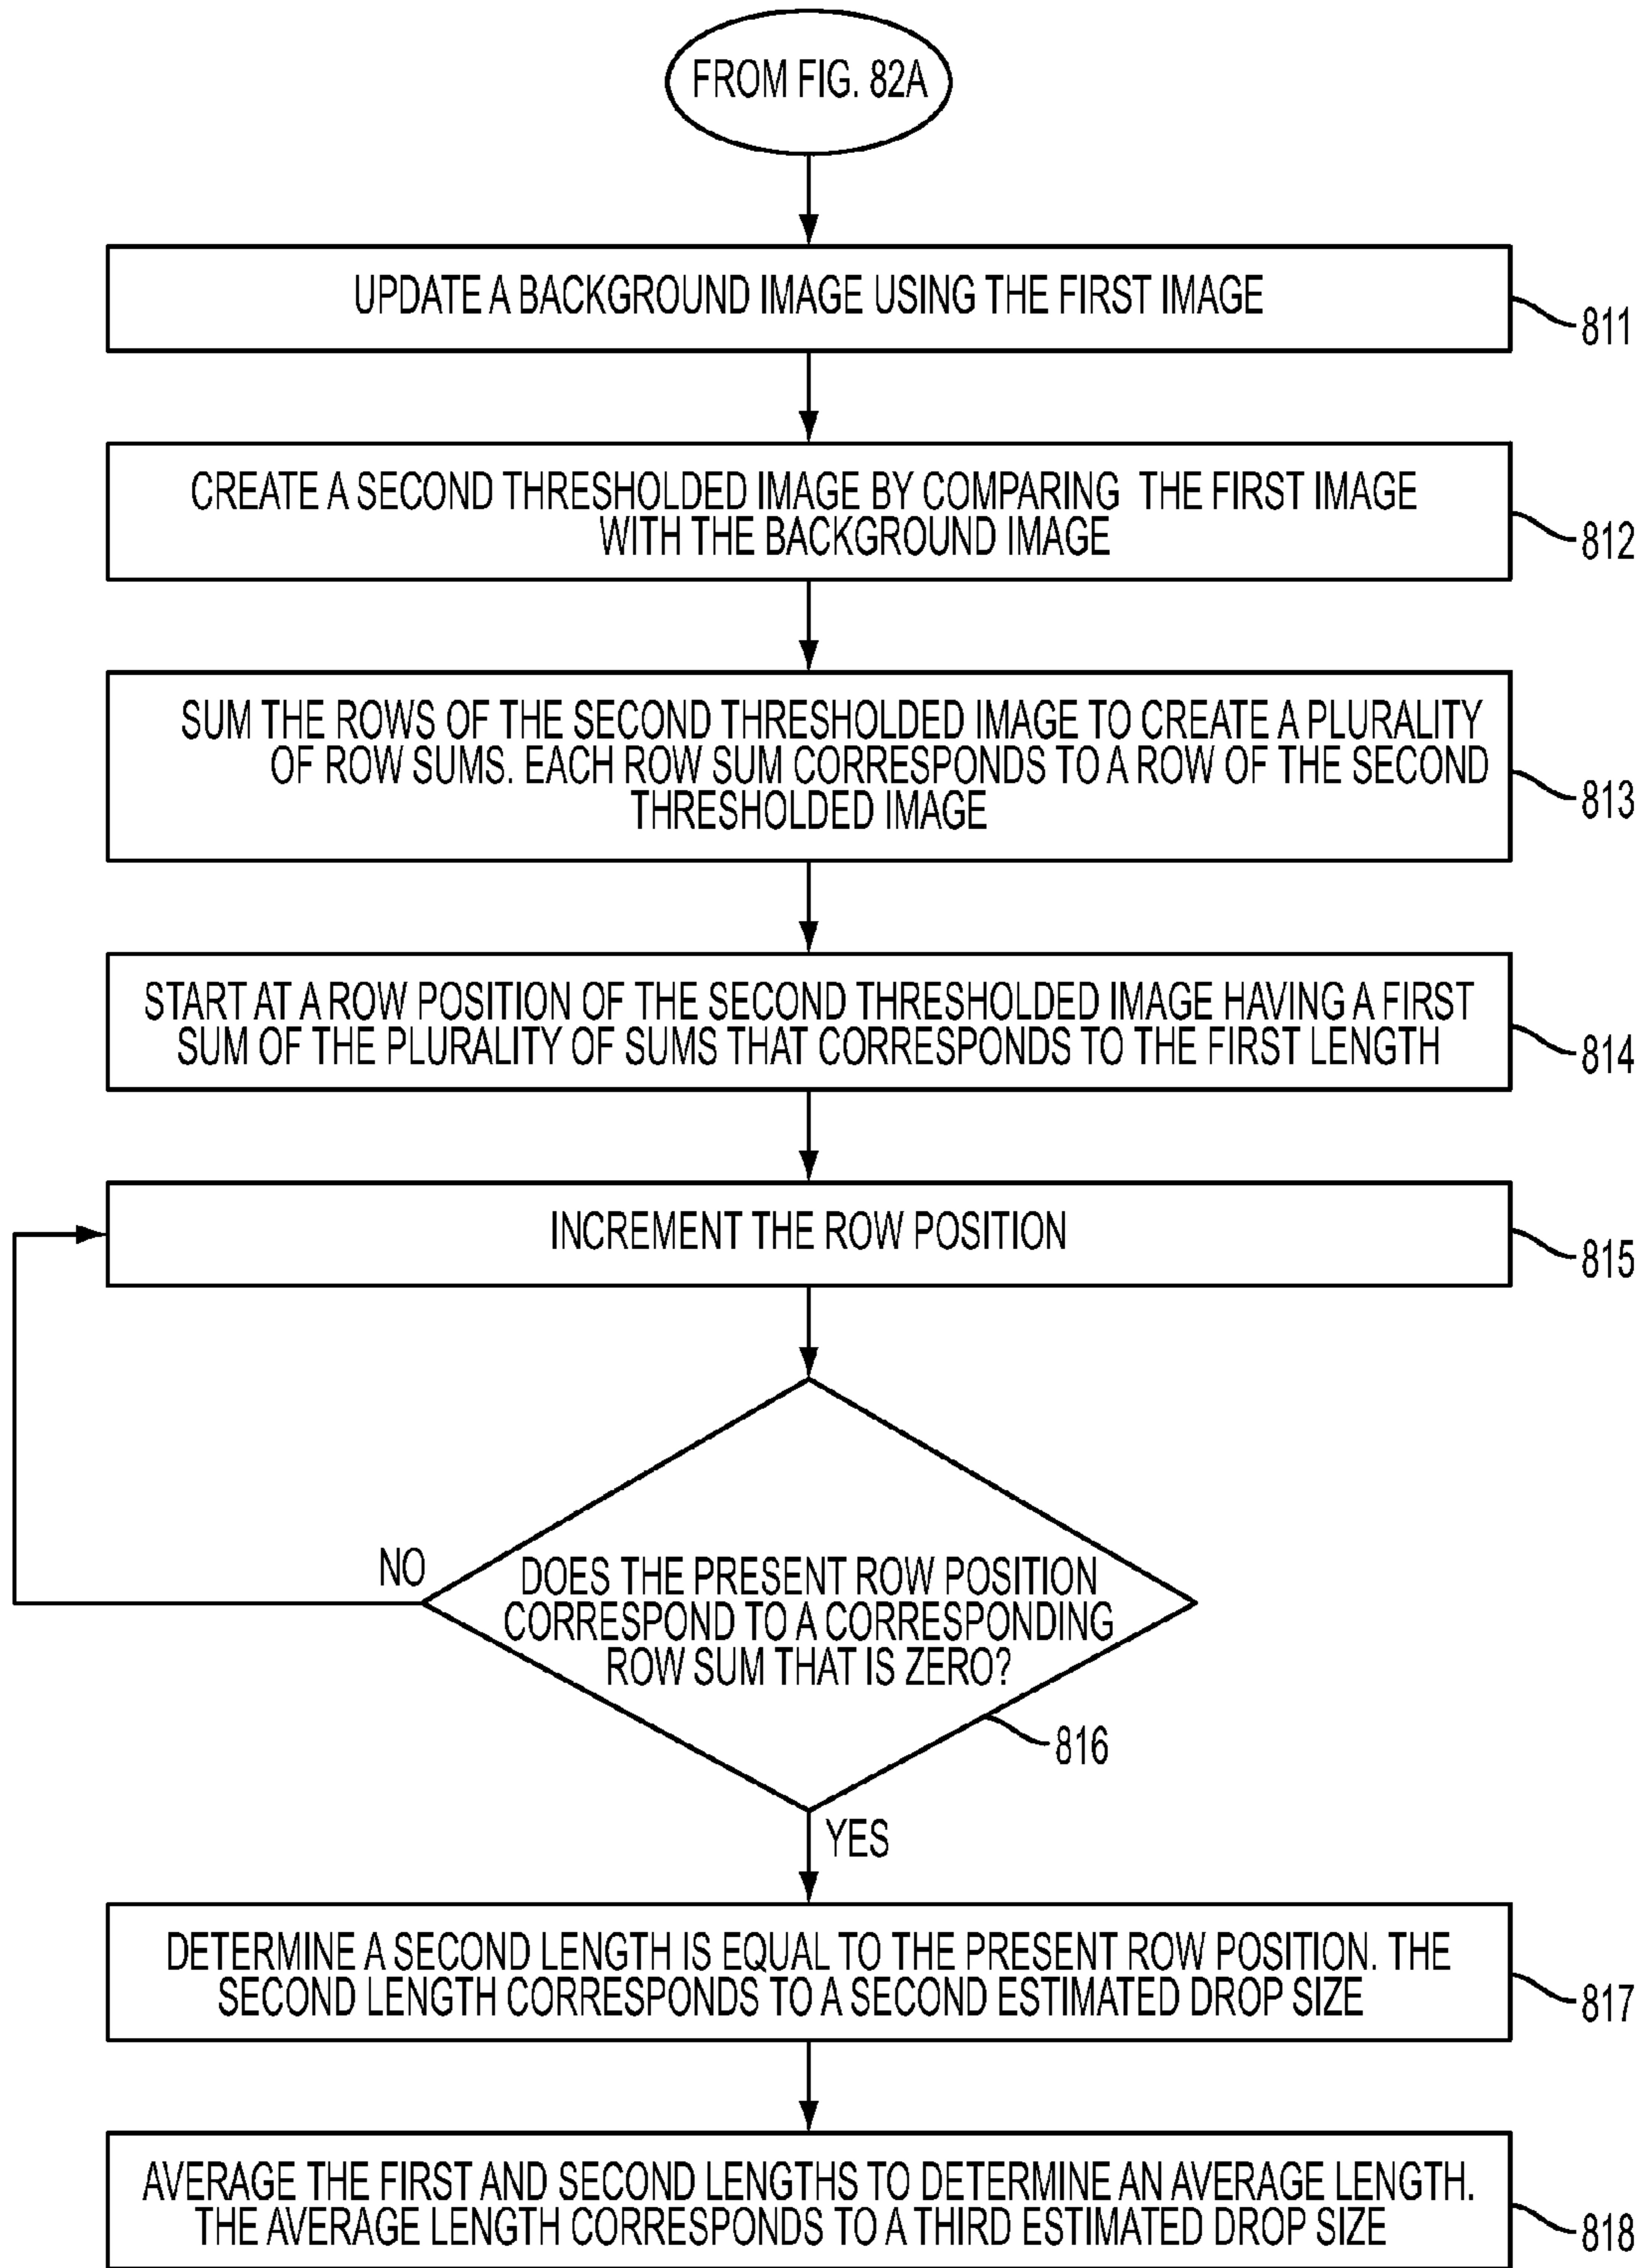 FROM FIG. 82A
UPDATE A BACKGROUND IMAGE USING THE FIRST IMAGE
811
CREATE A SECOND THRESHOLDED IMAGE BY COMPARING THE FIRST IMAGE
WITH THE BACKGROUND IMAGE
812
SUM THE ROWS OF THE SECOND THRESHOLDED IMAGE TO CREATE A PLURALITY
OF ROW SUMS. EACH ROW SUM CORRESPONDS TO A ROW OF THE SECOND
THRESHOLDED IMAGE
813
START AT A ROW POSITION OF THE SECOND THRESHOLDED IMAGE HAVING A FIRST
SUM OF THE PLURALITY OF SUMS THAT CORRESPONDS TO THE FIRST LENGTH
814
INCREMENT THE ROW POSITION
815
NO
DOES THE PRESENT ROW POSITION
CORRESPOND TO A CORRESPONDING
ROW SUM THAT IS ZERO?
816
YES
DETERMINE A SECOND LENGTH IS EQUAL TO THE PRESENT ROW POSITION. THE
SECOND LENGTH CORRESPONDS TO A SECOND ESTIMATED DROP SIZE
817
AVERAGE THE FIRST AND SECOND LENGTHS TO DETERMINE AN AVERAGE LENGTH.
THE AVERAGE LENGTH CORRESPONDS TO A THIRD ESTIMATED DROP SIZE
818